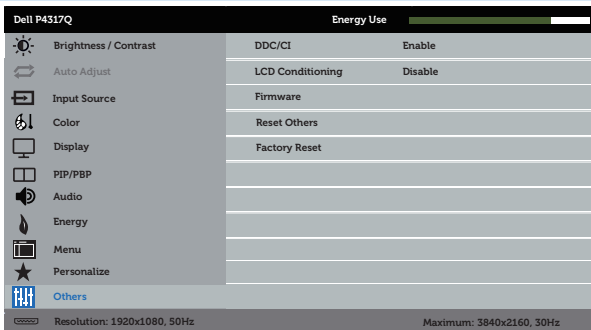 Dell P4317Q Energy Use
Brightness / Contrast DDC/CI Enable
Auto Adjust LCD Conditioning Disable
Input Source Firmware
Color Reset Others
Display Factory Reset
PIP/PBP
Audio
Energy
Menu
Personalize
Others
Resolution: 1920x1080, 50Hz Maximum: 3840x2160, 30Hz